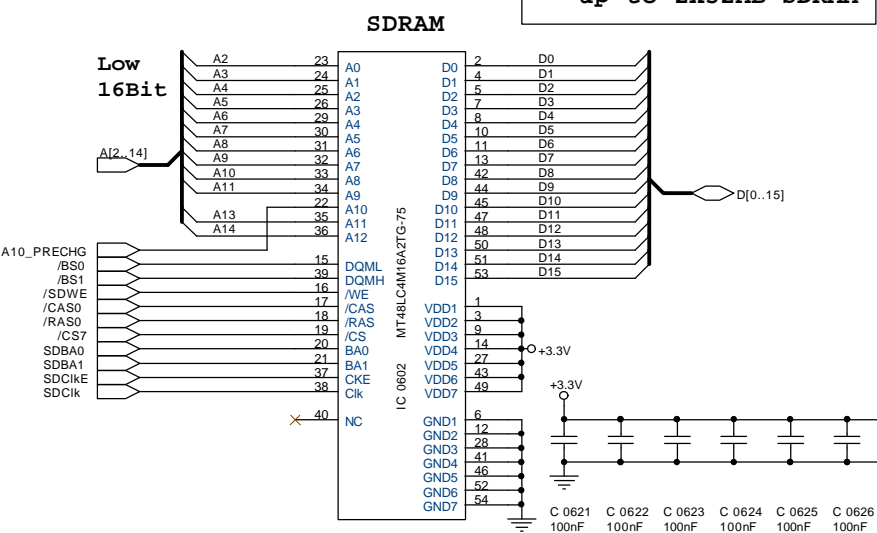 SDRAM
Low
16Bit
A[2..14]
A2 23 A0
A3 24 A1
A4 25 A2
A5 26 A3
A6 29 A4
A7 30 A5
A8 31 A6
A9 32 A7
A10 33 A8
A11 34 A9
22 A10
A13 35 A11
A14 36 A12
A10_PRECHG
/BS0 15 DQML
/BS1 39 DQMH
/SDWE 16 /WE
/CAS0 17 /CAS
/RAS0 18 /RAS
/CS7 19 /CS
SDBA0 20 BA0
SDBA1 21 BA1
SDClkE 37 CKE
SDClk 38 Clk
40 NC
MT48LC4M16A2TG-75
IC 0602
D0 2 D0
D1 4 D1
D2 5 D2
D3 7 D3
D4 8 D4
D5 10 D5
D6 11 D6
D7 13 D7
D8 42 D8
D9 44 D9
D10 45 D10
D11 47 D11
D12 48 D12
D13 50 D13
D14 51 D14
D15 53 D15
D[0..15]
VDD1 1
VDD2 3
VDD3 9
VDD4 14
VDD5 27
VDD6 43
VDD7 49
+3.3V
GND1 6
GND2 12
GND3 28
GND4 41
GND5 46
GND6 52
GND7 54
+3.3V
C 0621 C 0622 C 0623 C 0624 C 0625 C 0626
100nF 100nF 100nF 100nF 100nF 100nF